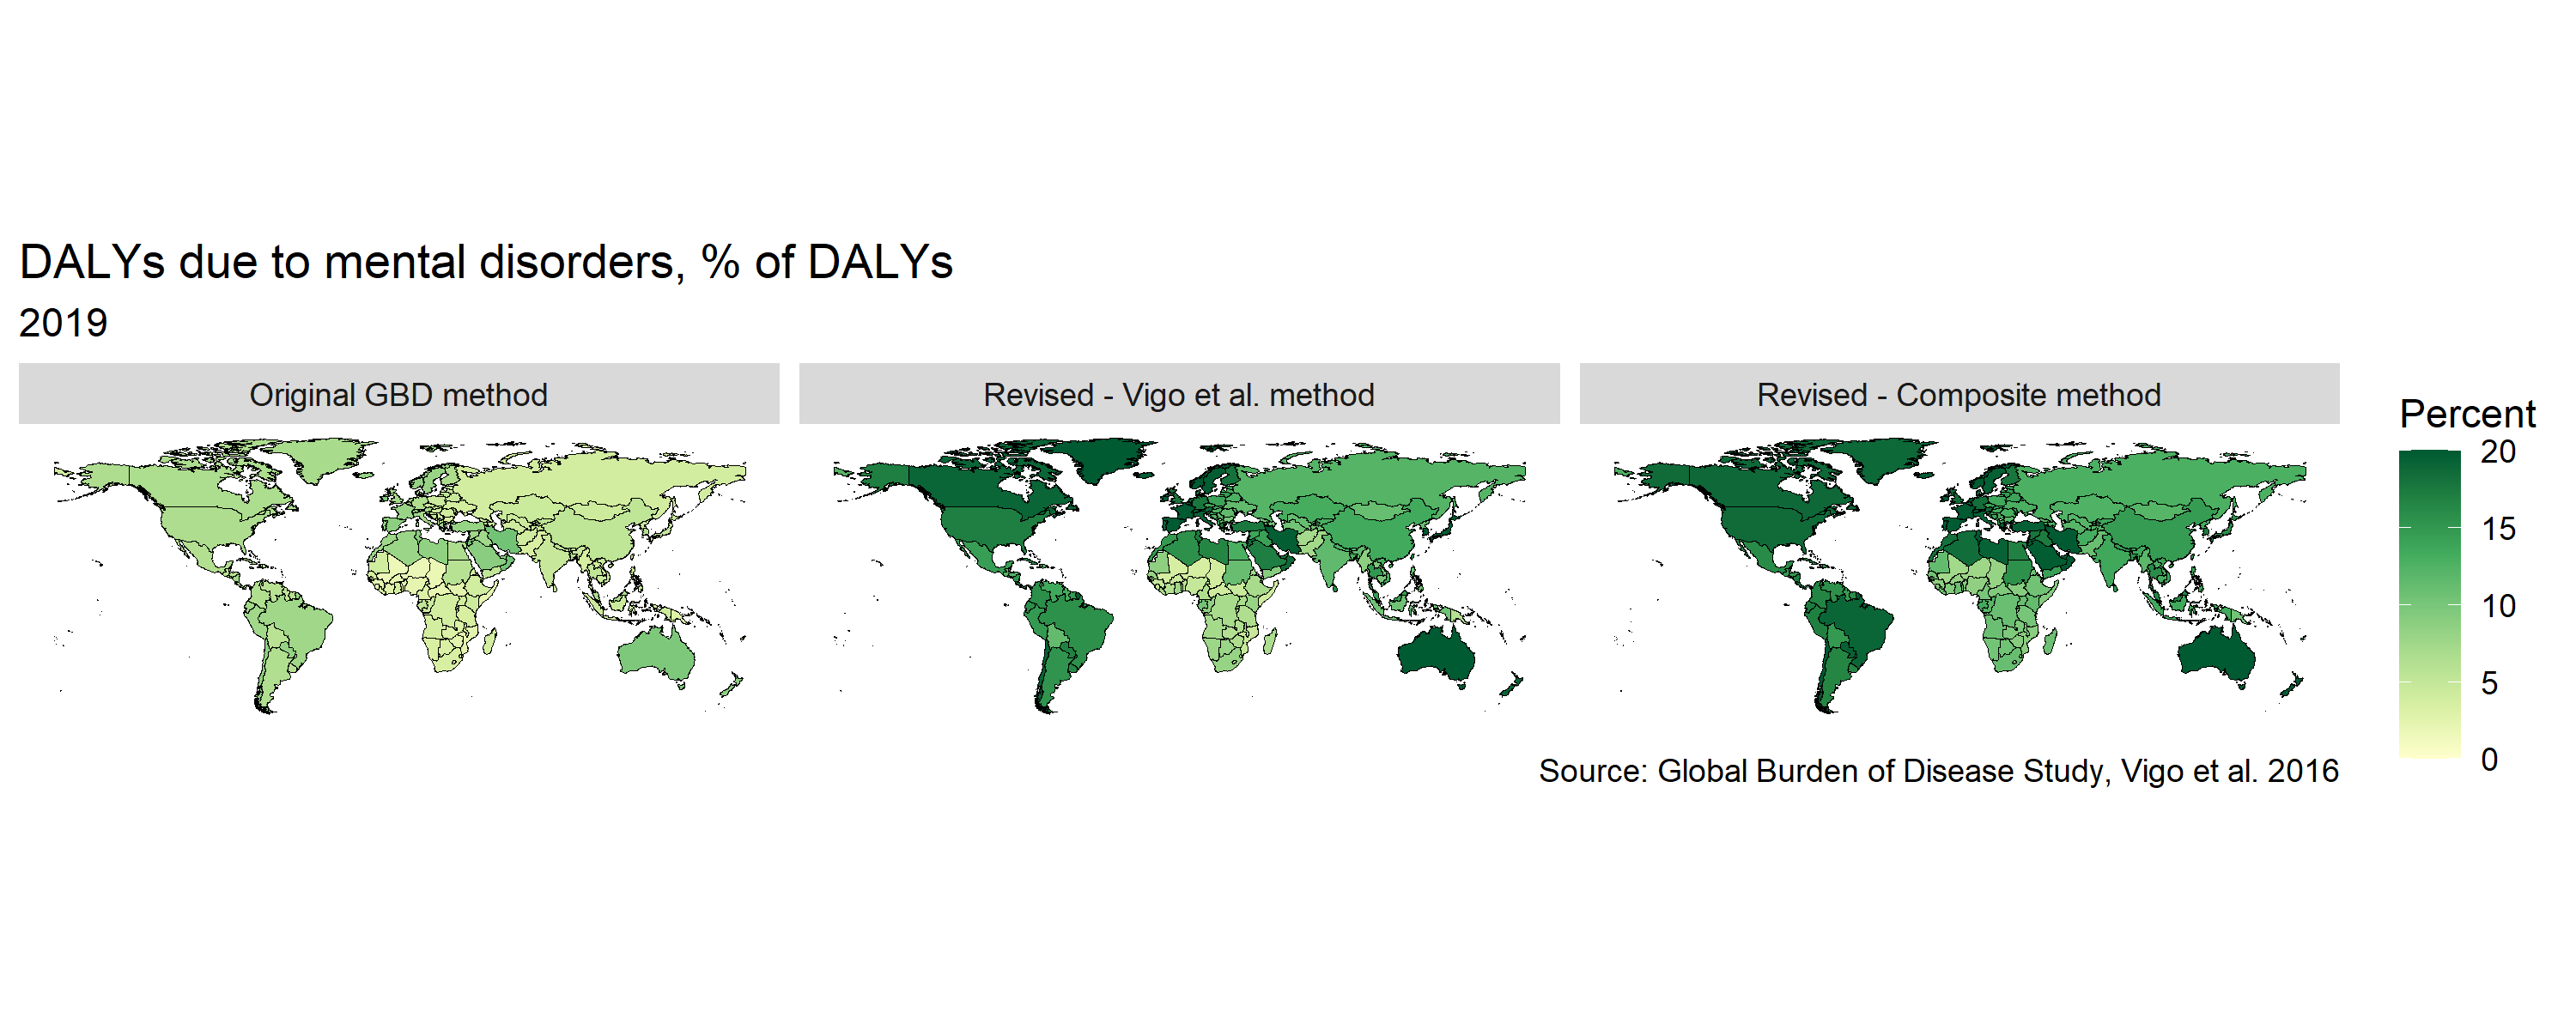 DALYs due to mental disorders, % of DALYs
2019
Original GBD method
Revised - Vigo et al. method
Revised - Composite method
Percent
20
15
10
5
0
Source: Global Burden of Disease Study, Vigo et al. 2016